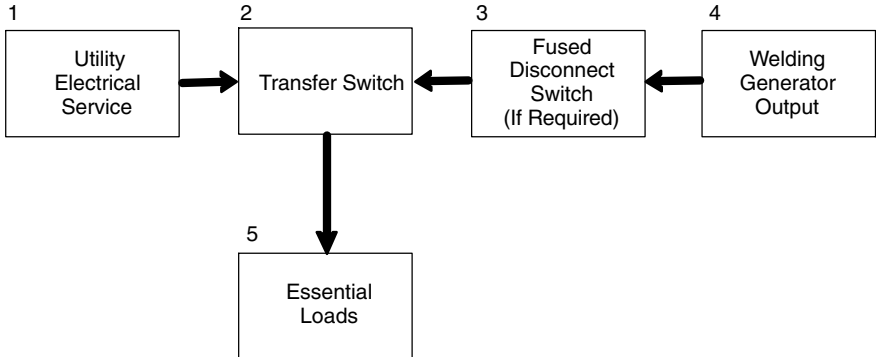 1
Utility
Electrical
Service
2
Transfer Switch
3
Fused
Disconnect
Switch
(If Required)
4
Welding
Generator
Output
5
Essential
Loads